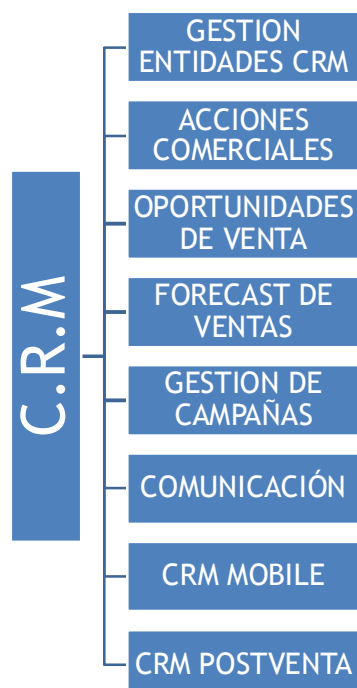 C.R.M
GESTION
ENTIDADES CRM
ACCIONES
COMERCIALES
OPORTUNIDADES
DE VENTA
FORECAST DE
VENTAS
GESTION DE
CAMPAÑAS
COMUNICACIÓN
CRM MOBILE
CRM POSTVENTA